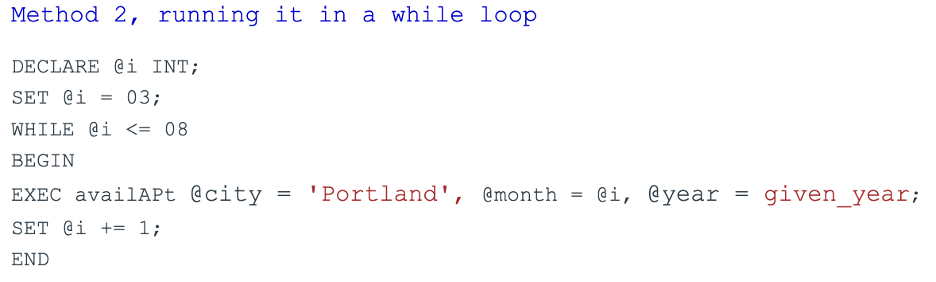 Method 2, running it in a while loop
DECLARE @i INT;
SET @i = 03;
WHILE @i <= 08
BEGIN
EXEC availAPt @city = 'Portland', @month = @i, @year = given_year;
SET @i += 1;
END